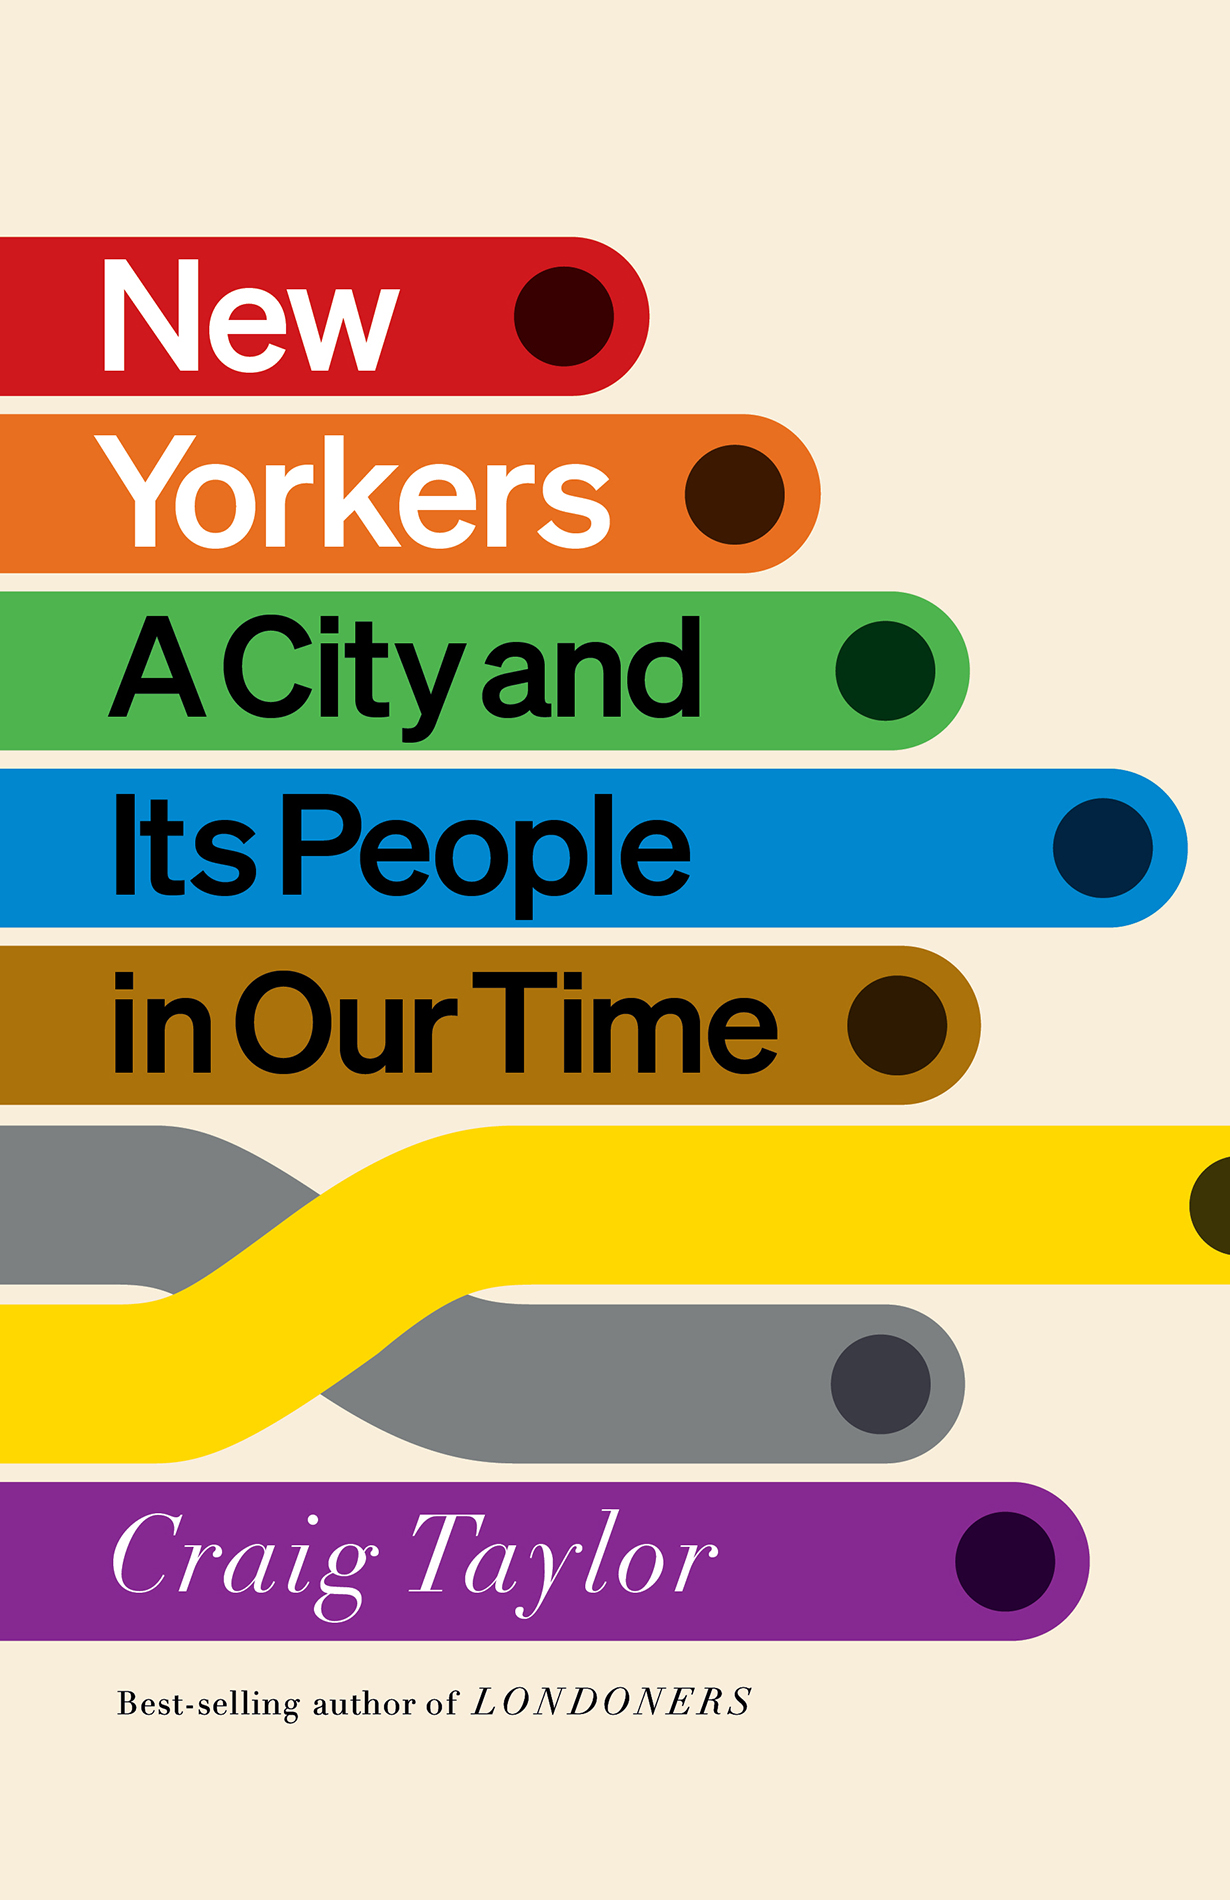 New
Yorkers
A City and
Its People
in Our Time
Craig Taylor
Best-selling author of LONDONERS